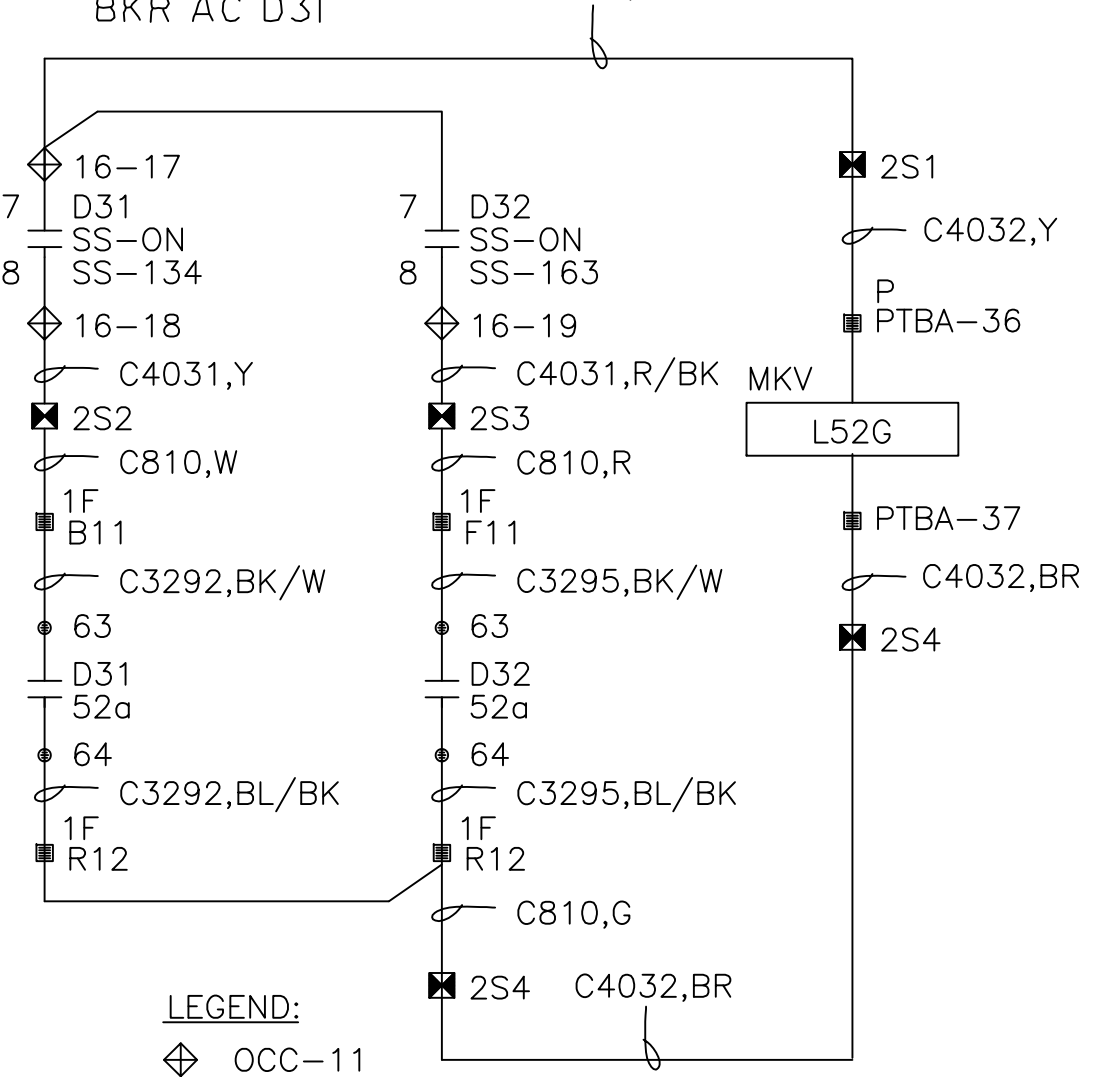 BKR AC D31
16-17
7
D31
SS-ON
8
SS-134
16-18
C4031,Y
2S2
C810,W
1F
B11
C3292,BK/W
63
D31
52a
64
C3292,BL/BK
1F
R12
7
D32
SS-ON
8
SS-163
16-19
C4031,R/BK
2S3
C810,R
1F
F11
C3295,BK/W
63
D32
52a
64
C3295,BL/BK
1F
R12
C810,G
2S4
C4032,BR
2S1
C4032,Y
P
PTBA-36
MKV
L52G
PTBA-37
C4032,BR
2S4
LEGEND:
OCC-11